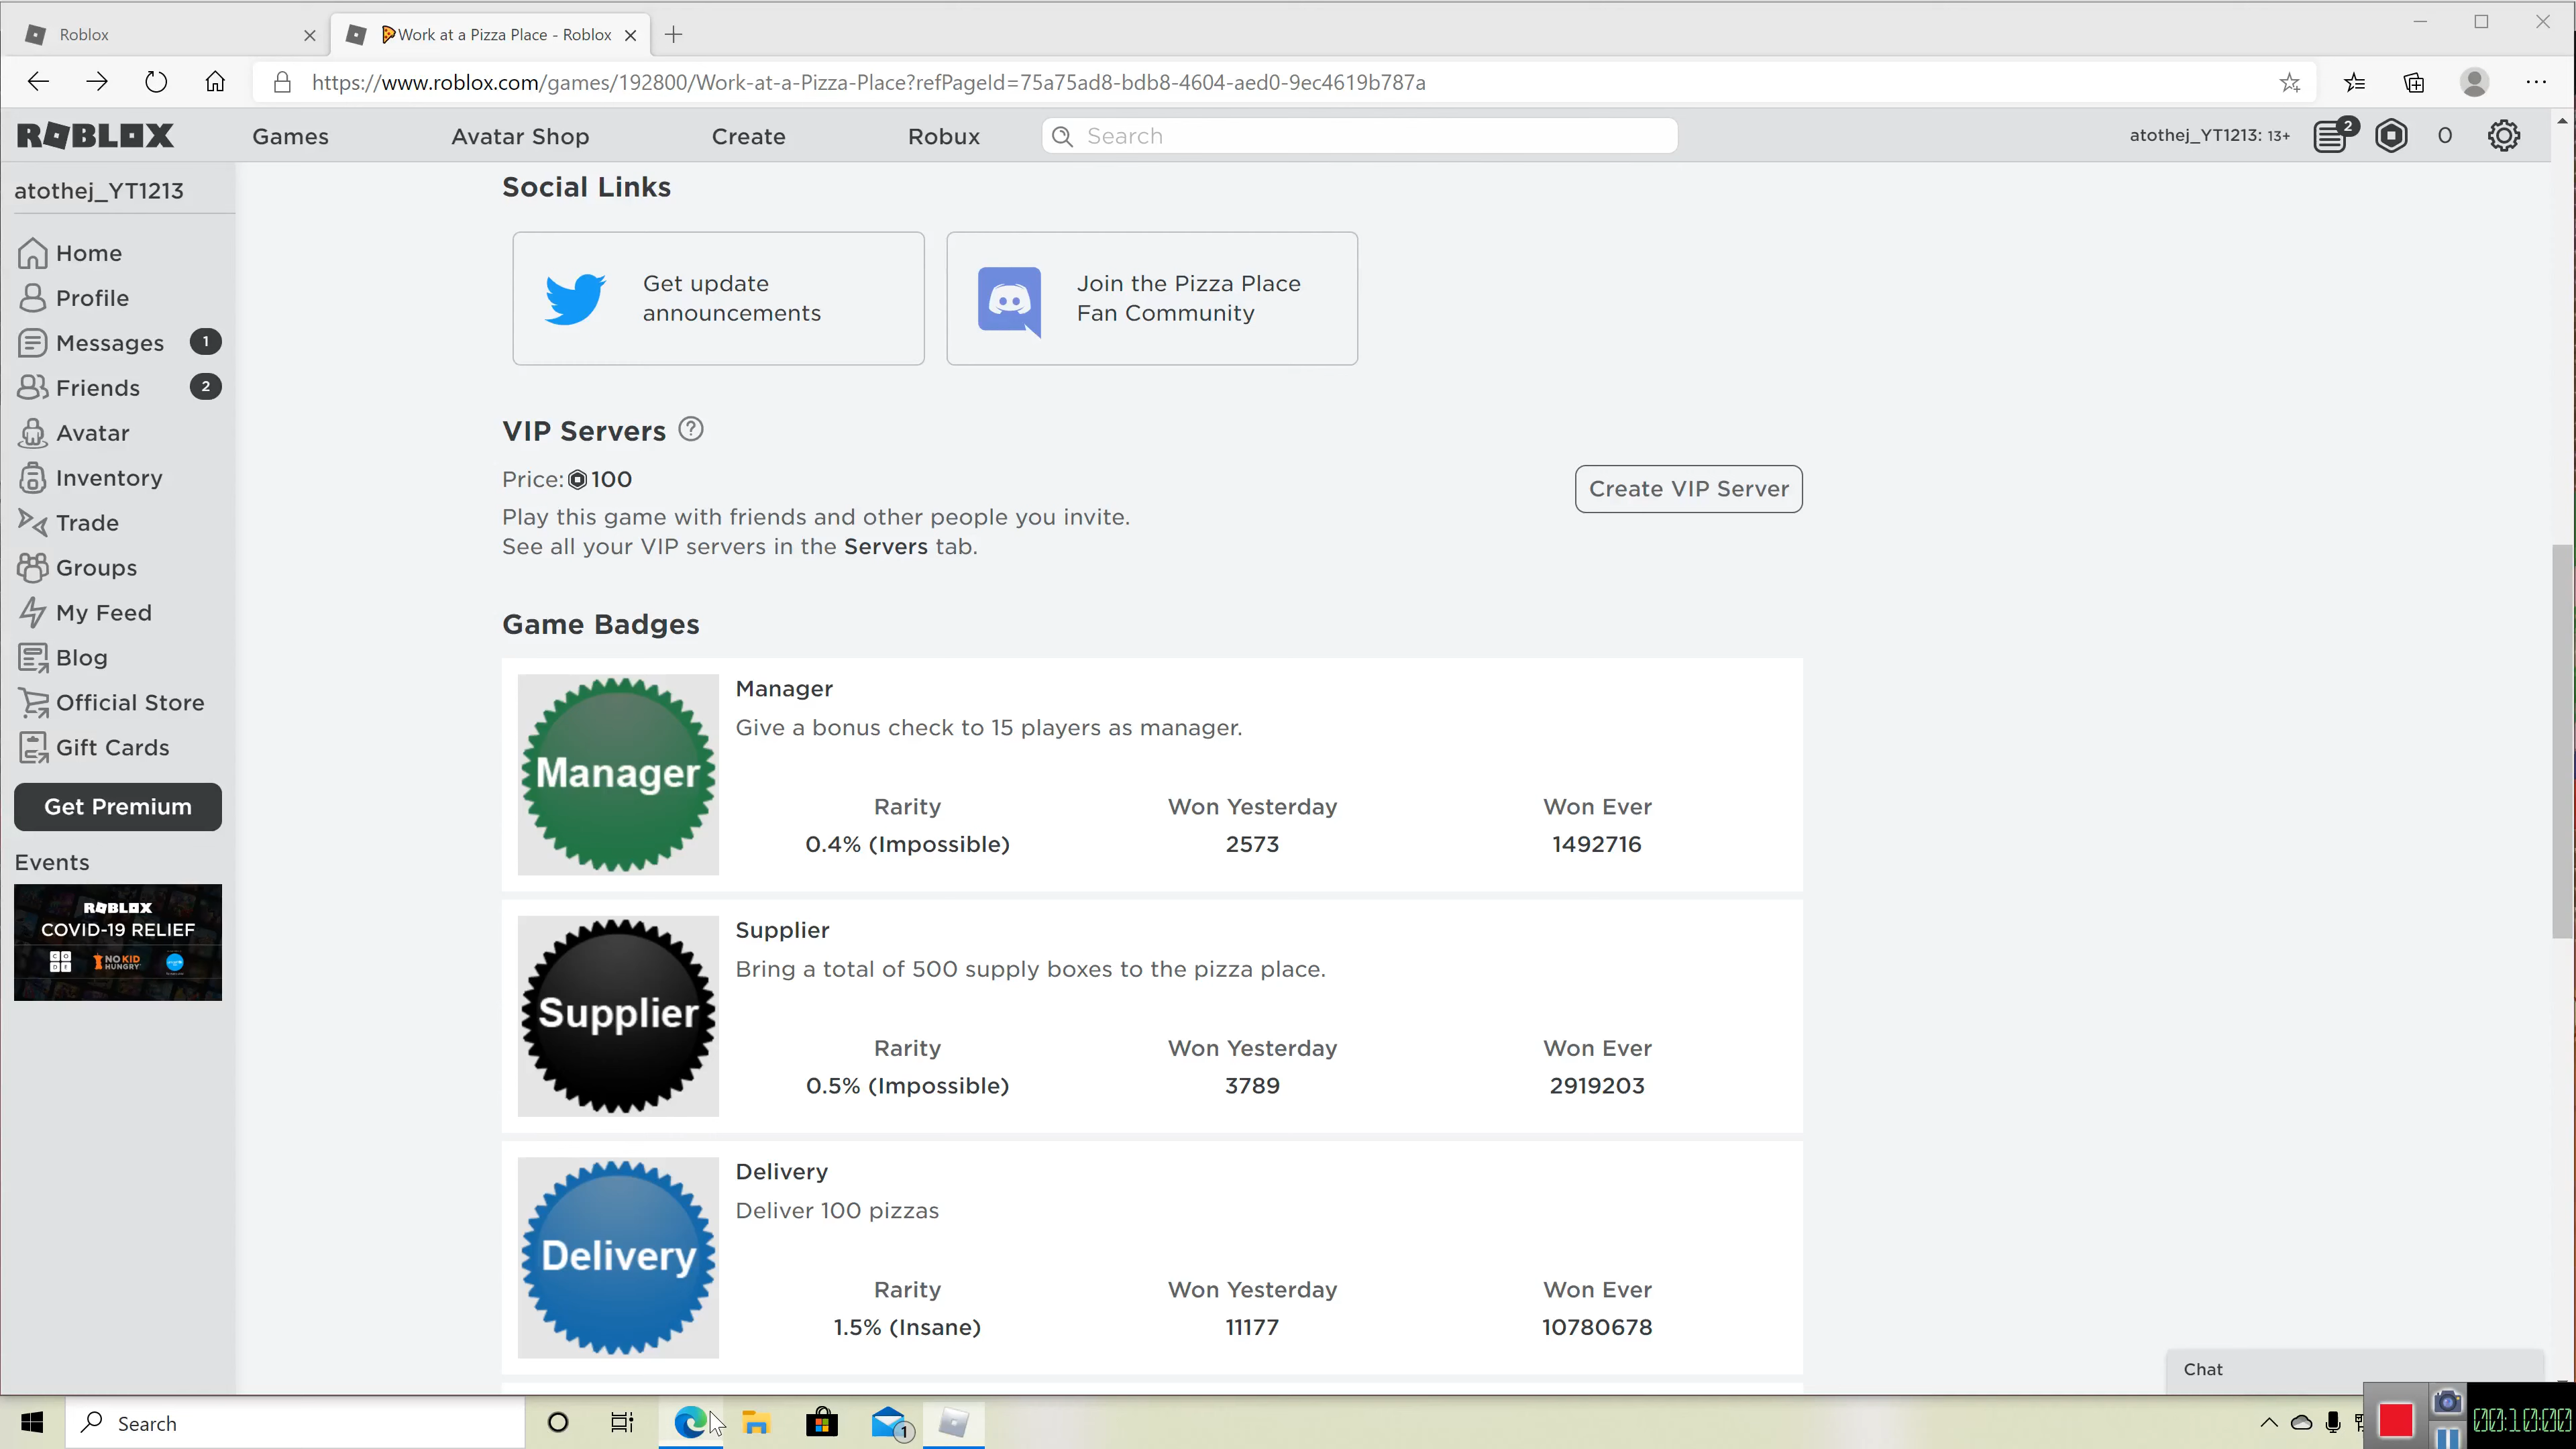 Roblox
Work at a Pizza Place - Roblox
https://www.roblox.com/games/192800/Work-at-a-Pizza-Place?refPageId=75a75ad8-bdb8-4604-aed0-9ec4619b787a
ROBLOX
Games
Avatar Shop
Create
Robux
Search
atothej_YT1213: 13+
2
0
atothej_YT1213
Home
Profile
Messages 1
Friends 2
Avatar
Inventory
Trade
Groups
My Feed
Blog
Official Store
Gift Cards
Get Premium
Events
ROBLOX
COVID-19 RELIEF
CODE
NO KID
HUNGRY
Social Links
Get update
announcements
Join the Pizza Place
Fan Community
VIP Servers ?
Price: 100
Play this game with friends and other people you invite.
See all your VIP servers in the Servers tab.
Create VIP Server
Game Badges
Manager
Manager
Give a bonus check to 15 players as manager.
Rarity Won Yesterday Won Ever
0.4% (Impossible) 2573 1492716
Supplier
Supplier
Bring a total of 500 supply boxes to the pizza place.
Rarity Won Yesterday Won Ever
0.5% (Impossible) 3789 2919203
Delivery
Delivery
Deliver 100 pizzas
Rarity Won Yesterday Won Ever
1.5% (Insane) 11177 10780678
Chat
Search
1
00:10:00